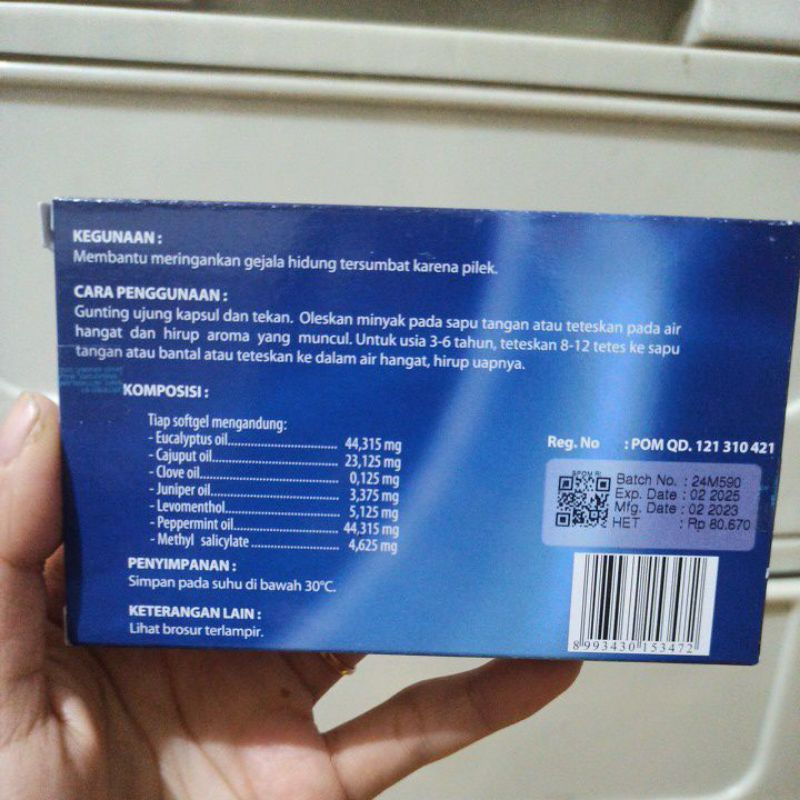 KEGUNAAN :
Membantu meringankan gejala hidung tersumbat karena pilek.
CARA PENGGUNAAN :
Gunting ujung kapsul dan tekan. Oleskan minyak pada sapu tangan atau teteskan pada air
hangat dan hirup aroma yang muncul. Untuk usia 3-6 tahun, teteskan 8-12 tetes ke sapu
tangan atau bantal atau teteskan ke dalam air hangat, hirup uapnya.
KOMPOSISI :
Tiap softgel mengandung:
- Eucalyptus oil........................ 44,315 mg
- Cajuput oil........................ 23,125 mg
- Clove oil........................ 0,125 mg
- Juniper oil........................ 3,375 mg
- Levomenthol........................ 5,125 mg
- Peppermint oil........................ 44,315 mg
- Methyl salicylate ........................ 4,625 mg
PENYIMPANAN :
Simpan pada suhu di bawah 30°C.
KETERANGAN LAIN :
Lihat brosur terlampir.
Reg. No : POM QD. 121 310 421
BPOM RI
Batch No. : 24M590
Exp. Date : 02 2025
Mfg. Date : 02 2023
HET : Rp 80.670
8 993430 153472